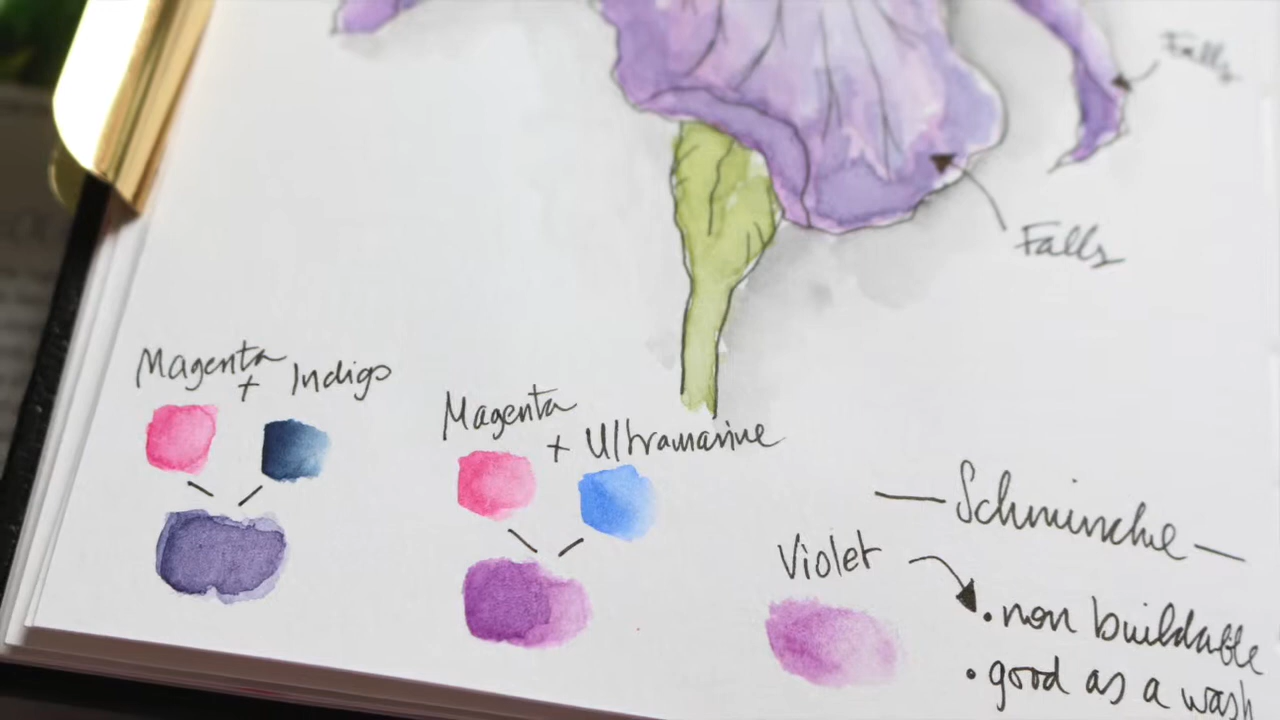 Falls
Falls
Magenta
+ Indigo
Magenta
+ Ultramarine
— Schmincke —
Violet
• non buildable
• good as a wash